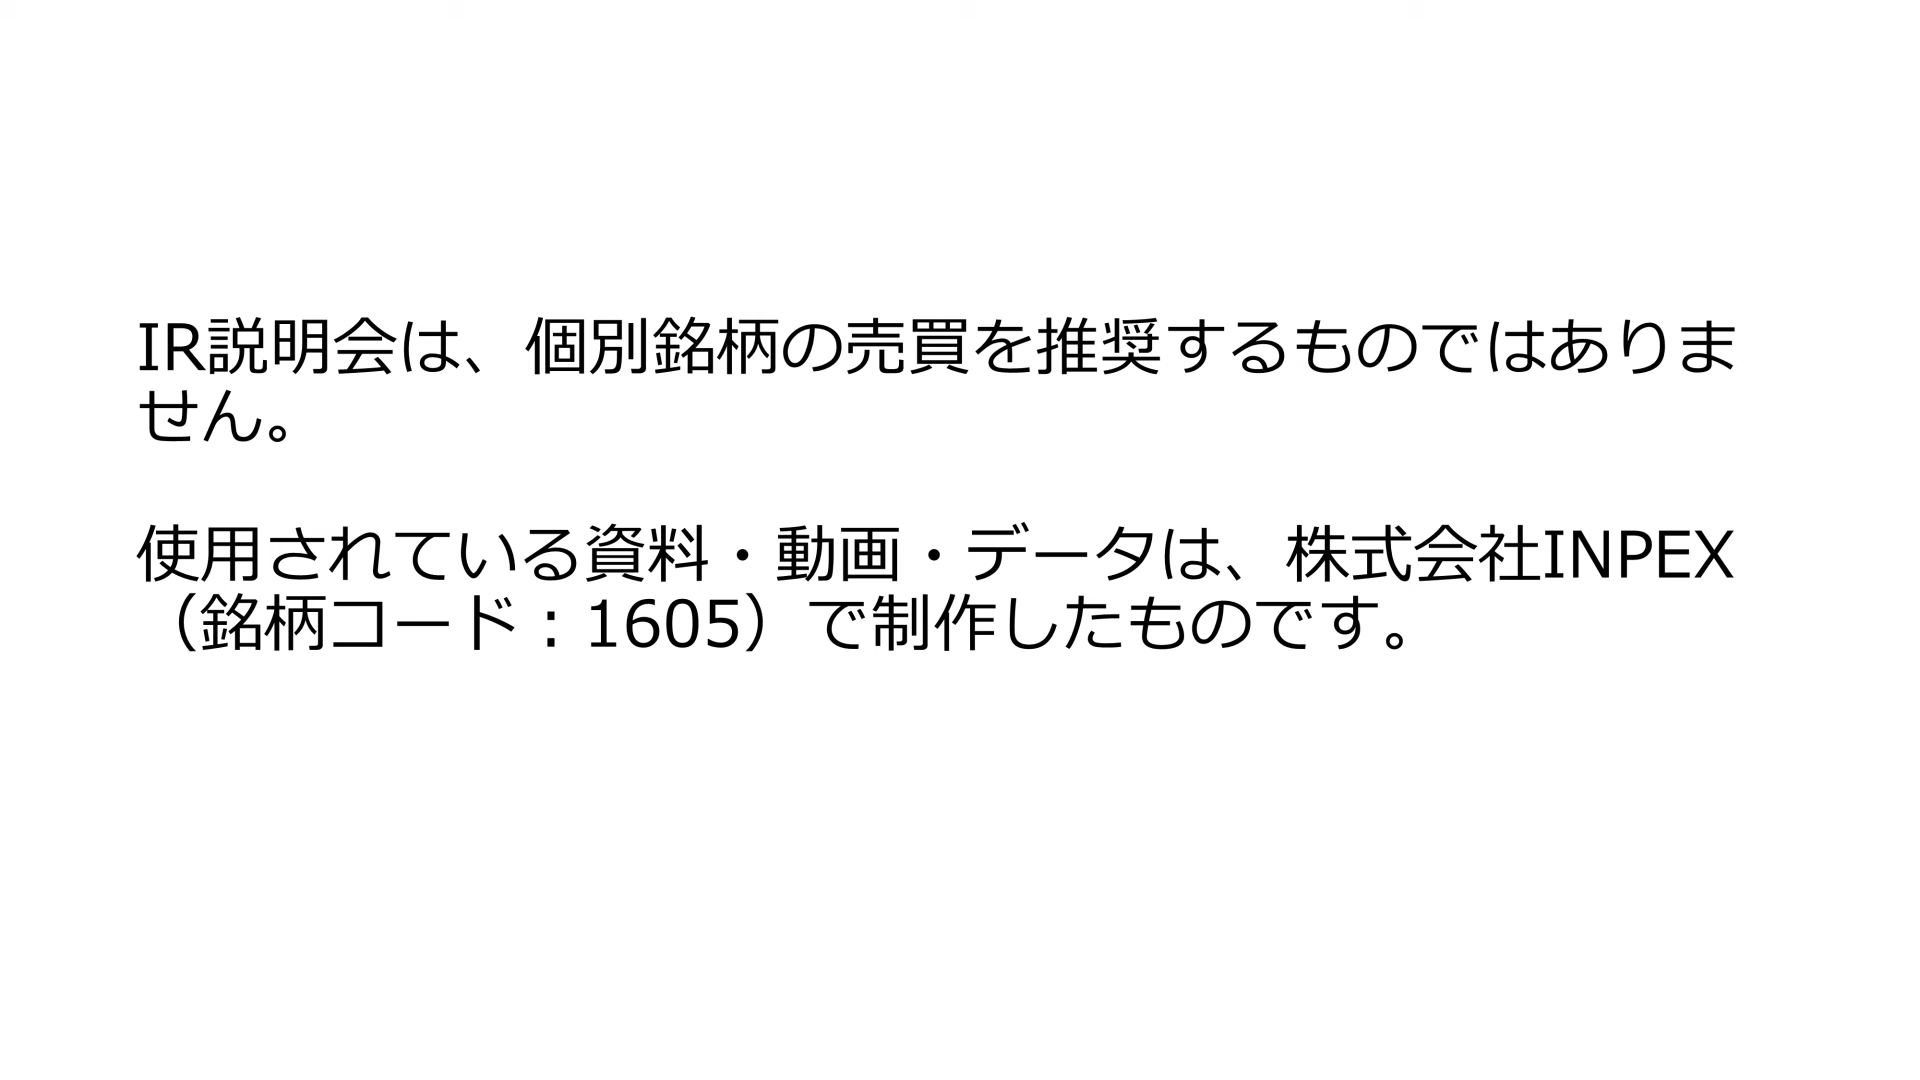 IR説明会は、個別銘柄の売買を推奨するものではありま
せん。
使用されている資料・動画・データは、株式会社INPEX
（銘柄コード：1605）で制作したものです。